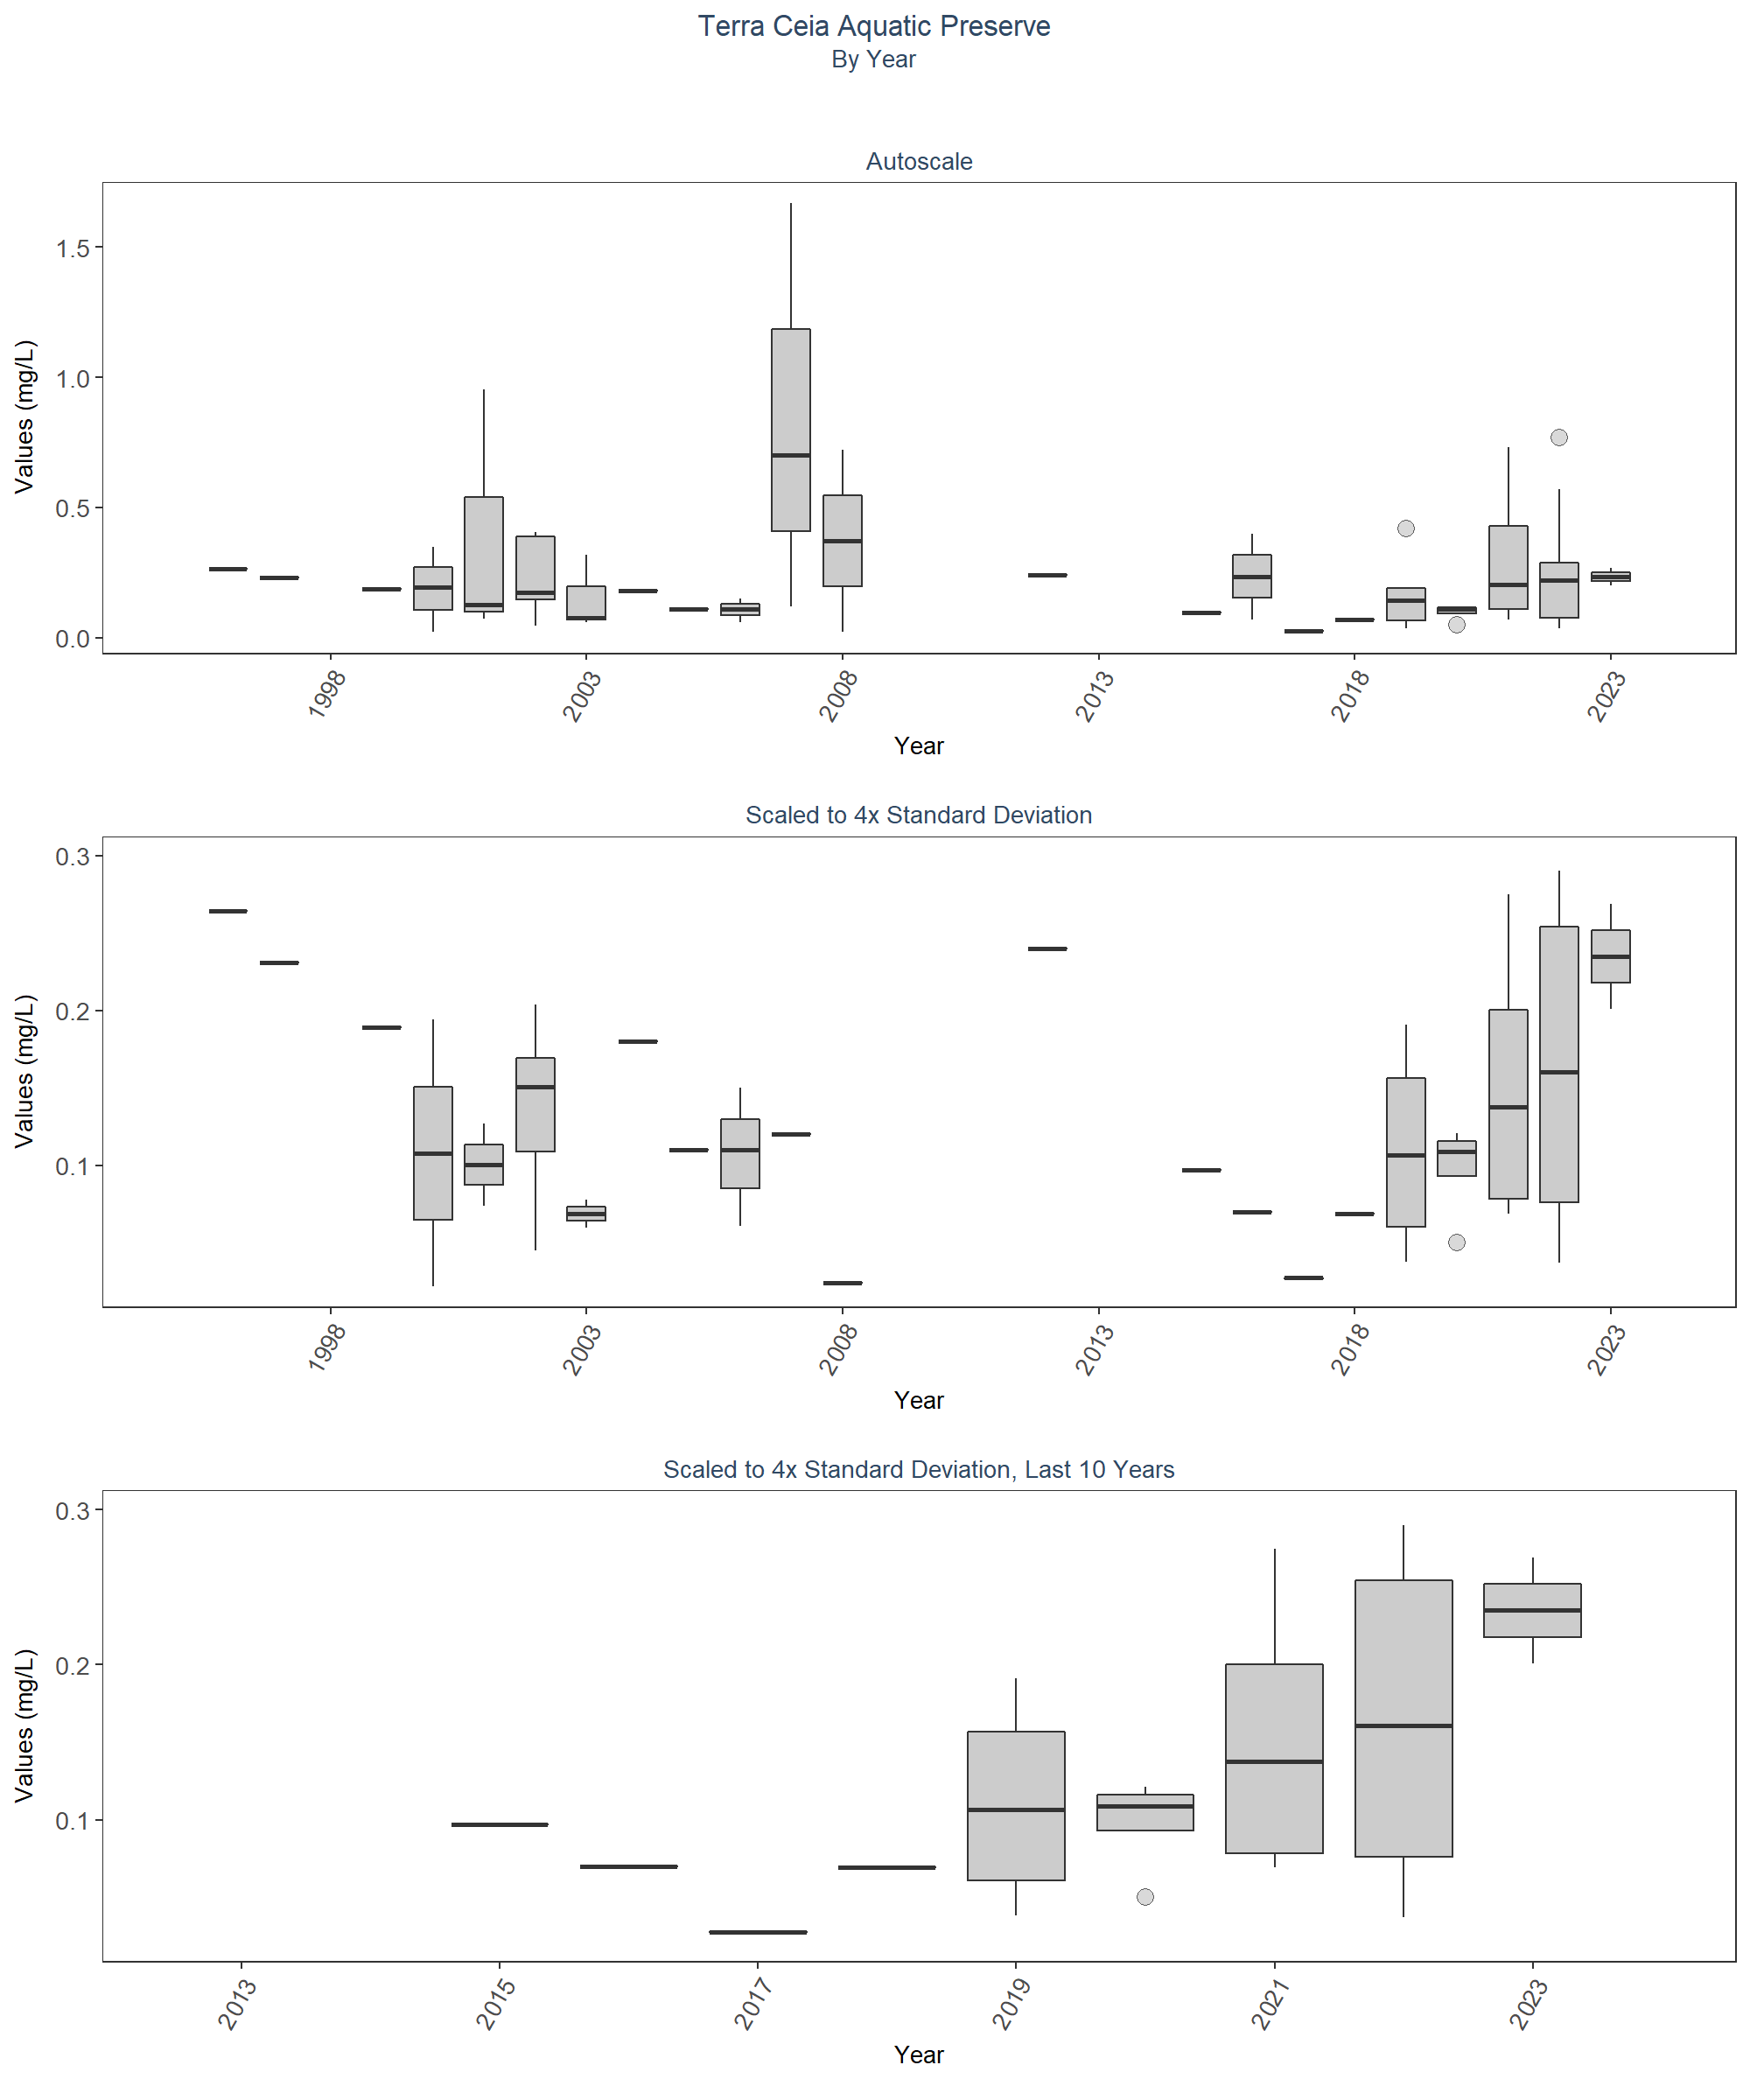 Terra Ceia Aquatic Preserve
By Year
Autoscale
Values (mg/L)
1.5
1.0
0.5
0.0
1998 2003 2008 2013 2018 2023
Year
Scaled to 4x Standard Deviation
Values (mg/L)
0.3
0.2
0.1
1998 2003 2008 2013 2018 2023
Year
Scaled to 4x Standard Deviation, Last 10 Years
Values (mg/L)
0.3
0.2
0.1
2013 2015 2017 2019 2021 2023
Year